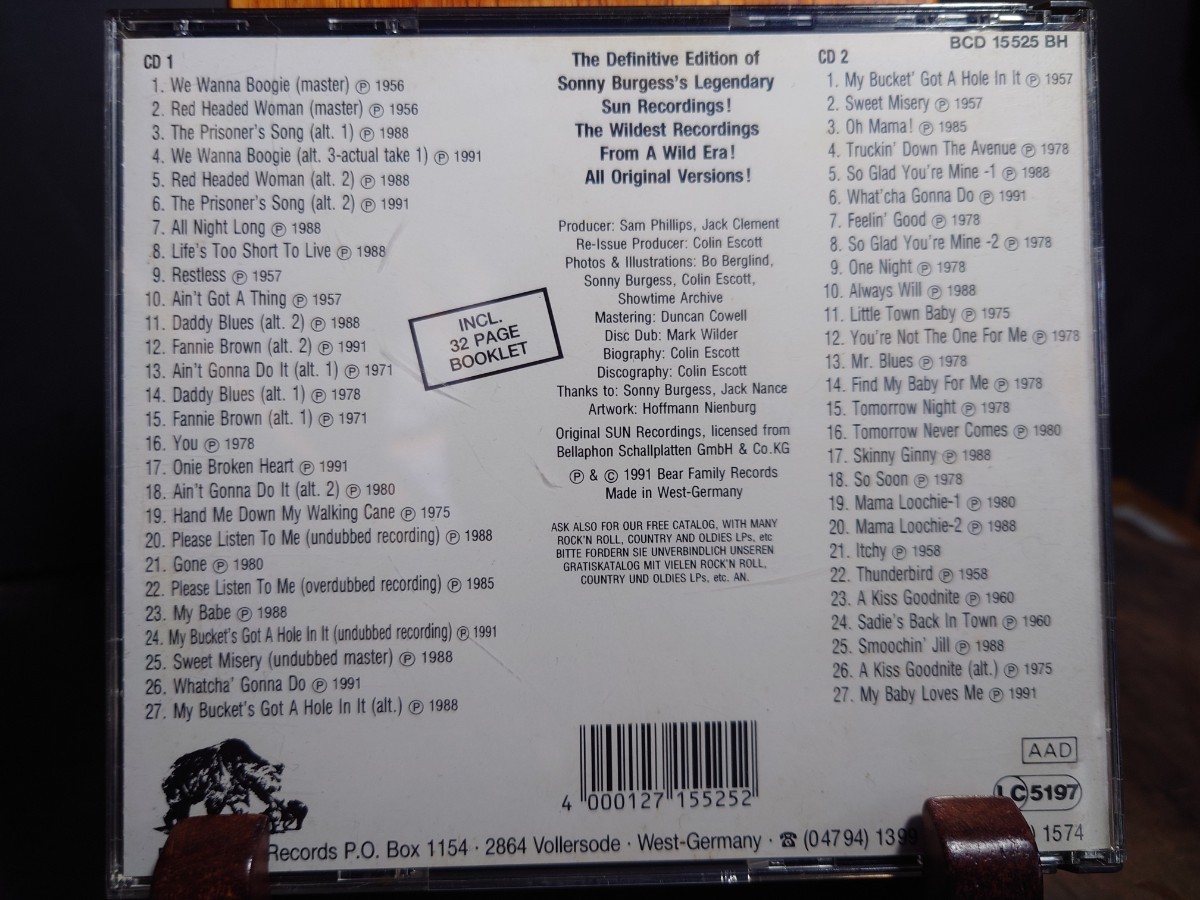 CD 1
1. We Wanna Boogie (master) ℗ 1956
2. Red Headed Woman (master) ℗ 1956
3. The Prisoner's Song (alt. 1) ℗ 1988
4. We Wanna Boogie (alt. 3-actual take 1) ℗ 1991
5. Red Headed Woman (alt. 2) ℗ 1988
6. The Prisoner's Song (alt. 2) ℗ 1991
7. All Night Long ℗ 1988
8. Life's Too Short To Live ℗ 1988
9. Restless ℗ 1957
10. Ain't Got A Thing ℗ 1957
11. Daddy Blues (alt. 2) ℗ 1988
12. Fannie Brown (alt. 2) ℗ 1991
13. Ain't Gonna Do It (alt. 1) ℗ 1971
14. Daddy Blues (alt. 1) ℗ 1978
15. Fannie Brown (alt. 1) ℗ 1971
16. You ℗ 1978
17. Onie Broken Heart ℗ 1991
18. Ain't Gonna Do It (alt. 2) ℗ 1980
19. Hand Me Down My Walking Cane ℗ 1975
20. Please Listen To Me (undubbed recording) ℗ 1988
21. Gone ℗ 1980
22. Please Listen To Me (overdubbed recording) ℗ 1985
23. My Babe ℗ 1988
24. My Bucket's Got A Hole In It (undubbed recording) ℗ 1991
25. Sweet Misery (undubbed master) ℗ 1988
26. Whatcha' Gonna Do ℗ 1991
27. My Bucket's Got A Hole In It (alt.) ℗ 1988
The Definitive Edition of
Sonny Burgess's Legendary
Sun Recordings!
The Wildest Recordings
From A Wild Era!
All Original Versions!
Producer: Sam Phillips, Jack Clement
Re-Issue Producer: Colin Escott
Photos & Illustrations: Bo Berglind,
Sonny Burgess, Colin Escott,
Showtime Archive
Mastering: Duncan Cowell
Disc Dub: Mark Wilder
Biography: Colin Escott
Discography: Colin Escott
Thanks to: Sonny Burgess, Jack Nance
Artwork: Hoffmann Nienburg
Original SUN Recordings, licensed from
Bellaphon Schallplatten GmbH & Co.KG
℗ & © 1991 Bear Family Records
Made in West-Germany
ASK ALSO FOR OUR FREE CATALOG, WITH MANY
ROCK'N ROLL, COUNTRY AND OLDIES LPs, etc
BITTE FORDERN SIE UNVERBINDLICH UNSEREN
GRATISKATALOG MIT VIELEN ROCK'N ROLL,
COUNTRY UND OLDIES LPs, etc. AN.
INCL.
32 PAGE
BOOKLET
BCD 15525 BH
CD 2
1. My Bucket' Got A Hole In It ℗ 1957
2. Sweet Misery ℗ 1957
3. Oh Mama! ℗ 1985
4. Truckin' Down The Avenue ℗ 1978
5. So Glad You're Mine -1 ℗ 1988
6. What'cha Gonna Do ℗ 1991
7. Feelin' Good ℗ 1978
8. So Glad You're Mine -2 ℗ 1978
9. One Night ℗ 1978
10. Always Will ℗ 1988
11. Little Town Baby ℗ 1975
12. You're Not The One For Me ℗ 1978
13. Mr. Blues ℗ 1978
14. Find My Baby For Me ℗ 1978
15. Tomorrow Night ℗ 1978
16. Tomorrow Never Comes ℗ 1980
17. Skinny Ginny ℗ 1988
18. So Soon ℗ 1978
19. Mama Loochie-1 ℗ 1980
20. Mama Loochie-2 ℗ 1988
21. Itchy ℗ 1958
22. Thunderbird ℗ 1958
23. A Kiss Goodnite ℗ 1960
24. Sadie's Back In Town ℗ 1960
25. Smoochin' Jill ℗ 1988
26. A Kiss Goodnite (alt.) ℗ 1975
27. My Baby Loves Me ℗ 1991
AAD
LC 5197
4 000127 155252
Records P.O. Box 1154 · 2864 Vollersode · West-Germany · ☎ (04794) 1399 ) 1574